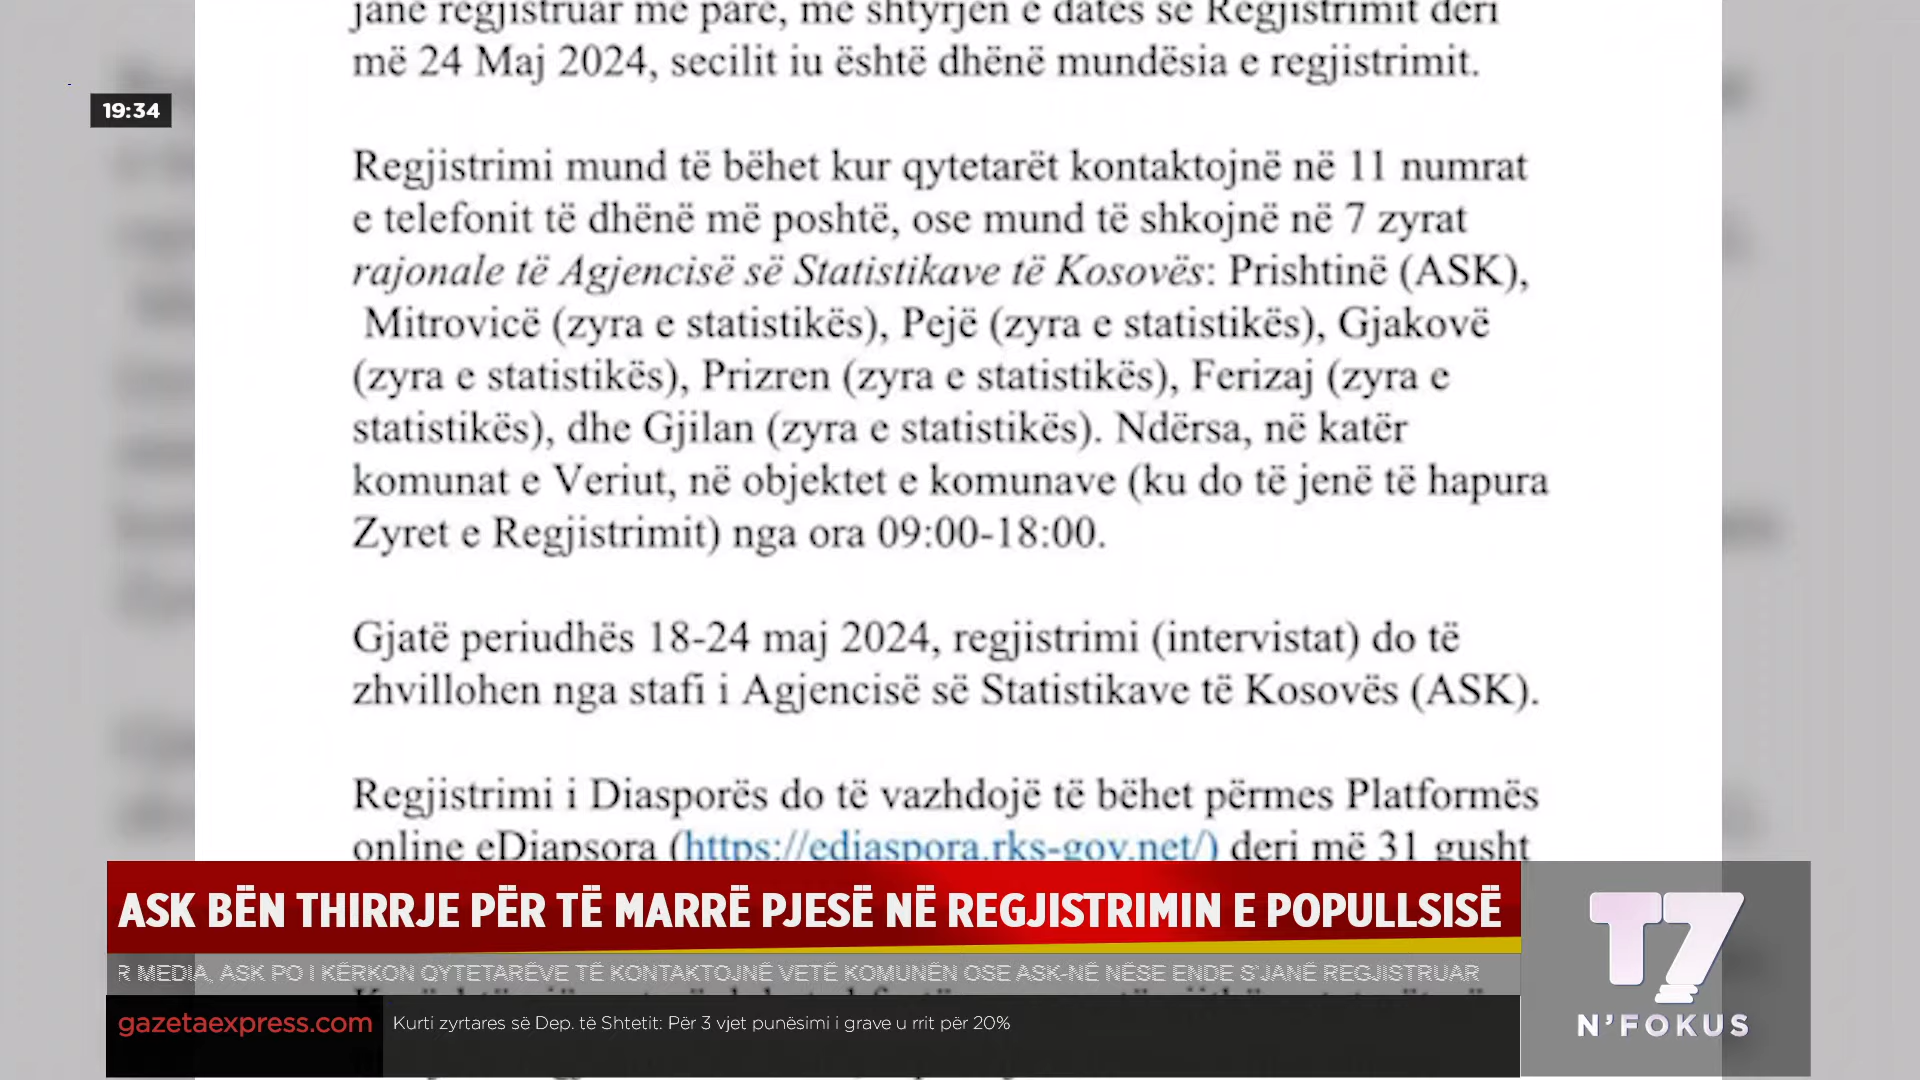 janë regjistruar më parë, me shtyrjen e datës së Regjistrimit deri
më 24 Maj 2024, secilit iu është dhënë mundësia e regjistrimit.
19:34
Regjistrimi mund të bëhet kur qytetarët kontaktojnë në 11 numrat
e telefonit të dhënë më poshtë, ose mund të shkojnë në 7 zyrat
rajonale të Agjencisë së Statistikave të Kosovës: Prishtinë (ASK),
Mitrovicë (zyra e statistikës), Pejë (zyra e statistikës), Gjakovë
(zyra e statistikës), Prizren (zyra e statistikës), Ferizaj (zyra e
statistikës), dhe Gjilan (zyra e statistikës). Ndërsa, në katër
komunat e Veriut, në objektet e komunave (ku do të jenë të hapura
Zyret e Regjistrimit) nga ora 09:00-18:00.
Gjatë periudhës 18-24 maj 2024, regjistrimi (intervistat) do të
zhvillohen nga stafi i Agjencisë së Statistikave të Kosovës (ASK).
Regjistrimi i Diasporës do të vazhdojë të bëhet përmes Platformës
online eDiapsora (https://ediaspora.rks-gov.net/) deri më 31 gusht
ASK BËN THIRRJE PËR TË MARRË PJESË NË REGJISTRIMIN E POPULLSISË
R MEDIA, ASK PO I KËRKON QYTETARËVE TË KONTAKTOJNË VETË KOMUNËN OSE ASK-NË NËSE ENDE S'JANË REGJISTRUAR
gazetaexpress.com
Kurti zyrtares së Dep. të Shtetit: Për 3 vjet punësimi i grave u rrit për 20%
T7
N'FOKUS